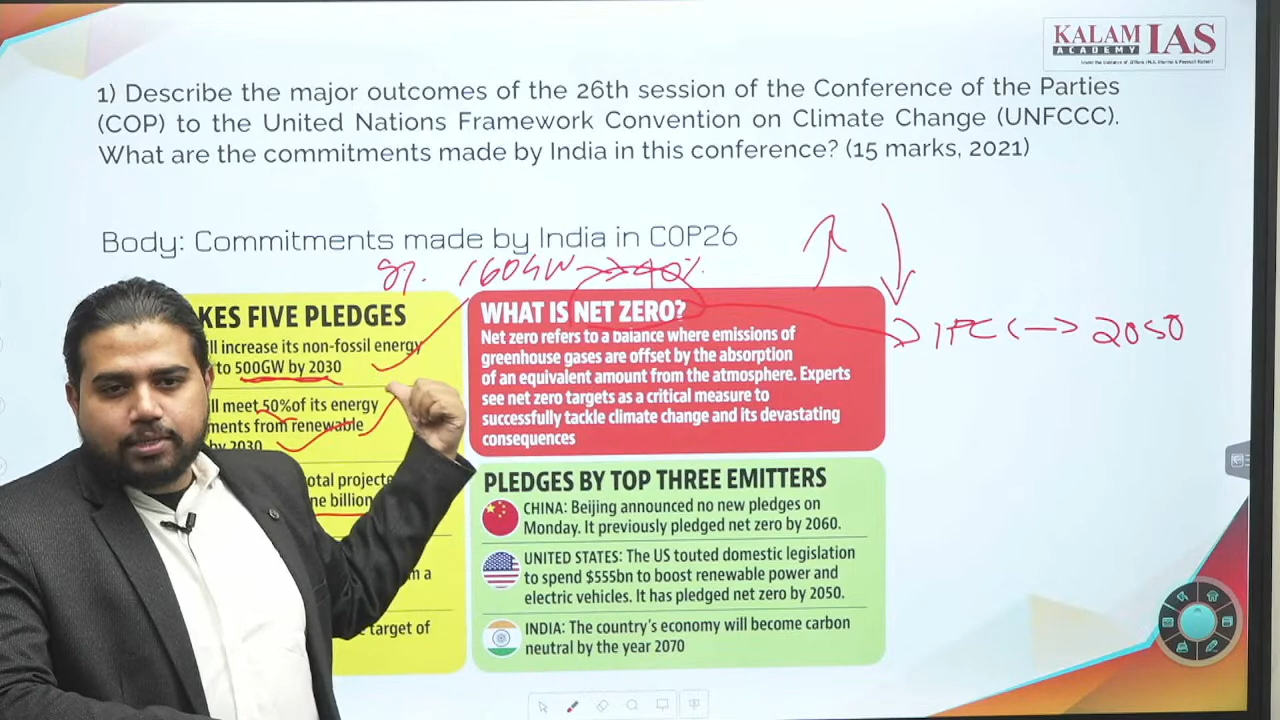 KALAM IAS
ACADEMY
1) Describe the major outcomes of the 26th session of the Conference of the Parties
(COP) to the United Nations Framework Convention on Climate Change (UNFCCC).
What are the commitments made by India in this conference? (15 marks, 2021)
Body: Commitments made by India in COP26
160GW 40%
KES FIVE PLEDGES
ll increase its non-fossil energy
to 500GW by 2030
ll meet 50%of its energy
ments from renewable
by 2030
otal projecte
ne billion
m a
target of
WHAT IS NET ZERO?
Net zero refers to a balance where emissions of
greenhouse gases are offset by the absorption
of an equivalent amount from the atmosphere. Experts
see net zero targets as a critical measure to
successfully tackle climate change and its devastating
consequences
2050
PLEDGES BY TOP THREE EMITTERS
CHINA: Beijing announced no new pledges on
Monday. It previously pledged net zero by 2060.
UNITED STATES: The US touted domestic legislation
to spend $555bn to boost renewable power and
electric vehicles. It has pledged net zero by 2050.
INDIA: The country's economy will become carbon
neutral by the year 2070